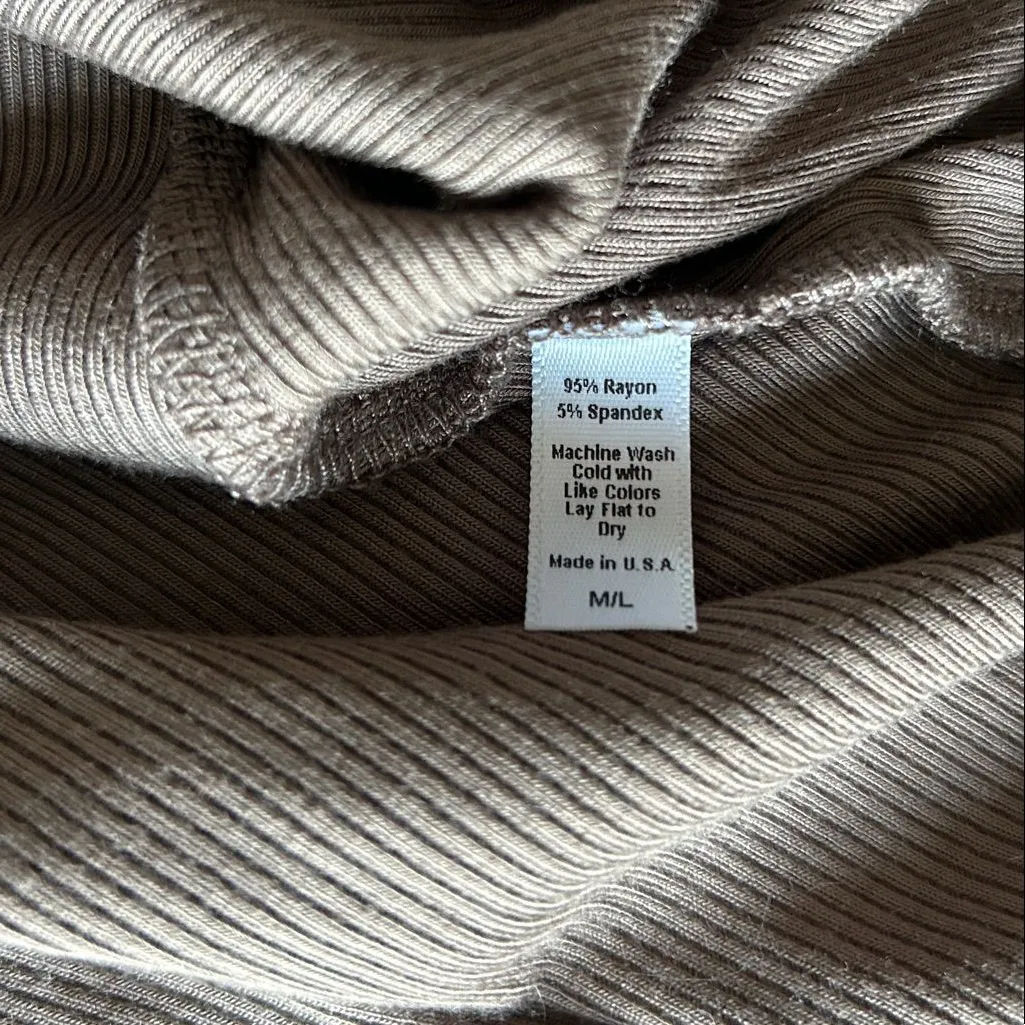 95% Rayon
5% Spandex
Machine Wash
Cold with
Like Colors
Lay Flat to
Dry
Made in U.S.A
M/L